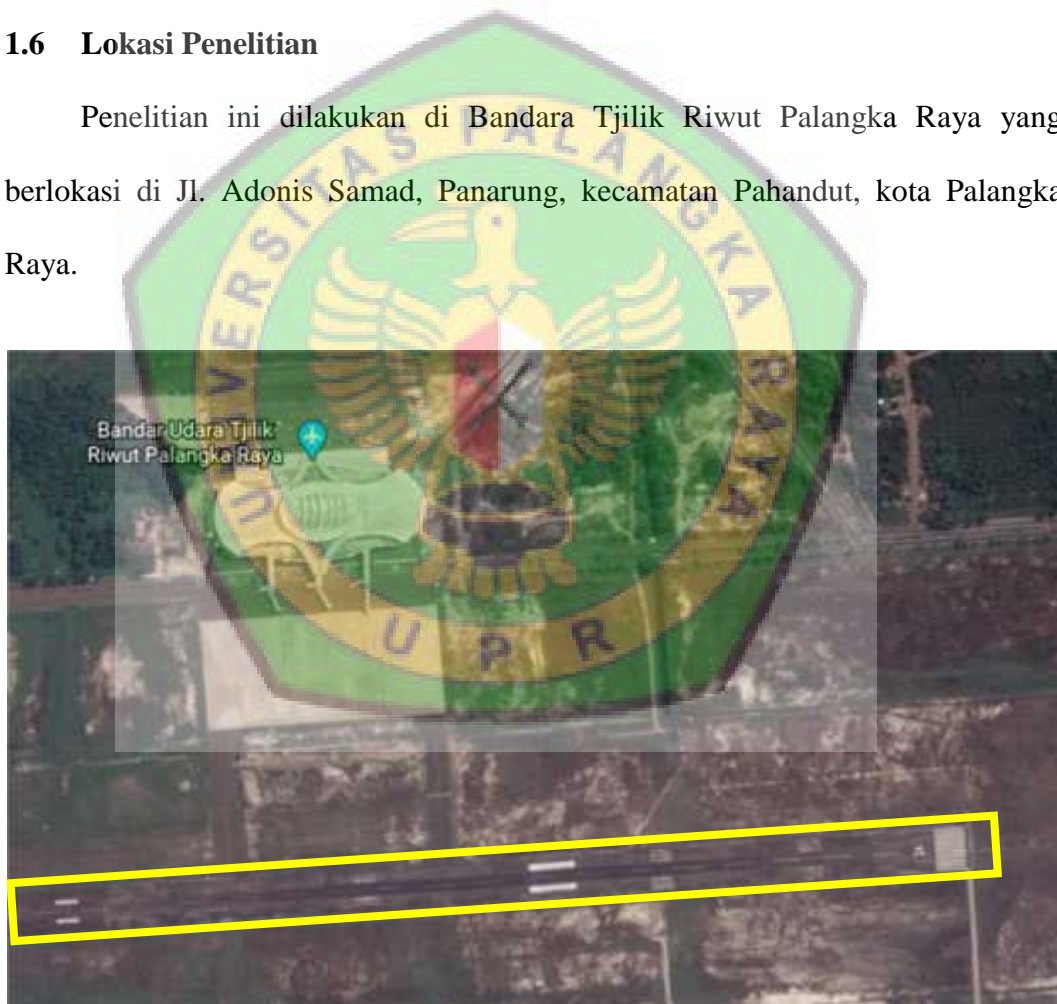 1.6 Lokasi Penelitian
Penelitian ini dilakukan di Bandara Tjilik Riwut Palangka Raya yang
berlokasi di Jl. Adonis Samad, Panarung, kecamatan Pahandut, kota Palangka
Raya.
UNIVERSITAS PALANGKA RAYA
Bandar Udara Tjilik
Riwut Palangka Raya
UPR